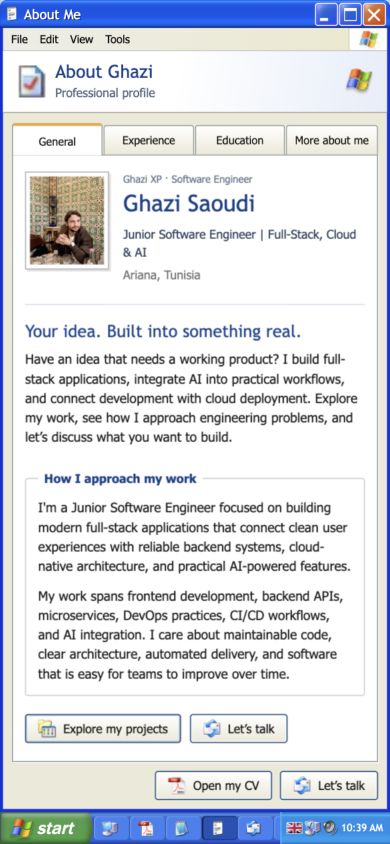 About Me
File Edit View Tools
About Ghazi
Professional profile
General Experience Education More about me
Ghazi XP · Software Engineer
Ghazi Saoudi
Junior Software Engineer | Full-Stack, Cloud
& AI
Ariana, Tunisia
Your idea. Built into something real.
Have an idea that needs a working product? I build full-
stack applications, integrate AI into practical workflows,
and connect development with cloud deployment. Explore
my work, see how I approach engineering problems, and
let's discuss what you want to build.
How I approach my work
I'm a Junior Software Engineer focused on building
modern full-stack applications that connect clean user
experiences with reliable backend systems, cloud-
native architecture, and practical AI-powered features.
My work spans frontend development, backend APIs,
microservices, DevOps practices, CI/CD workflows,
and AI integration. I care about maintainable code,
clear architecture, automated delivery, and software
that is easy for teams to improve over time.
Explore my projects Let's talk
Open my CV Let's talk
start 10:39 AM